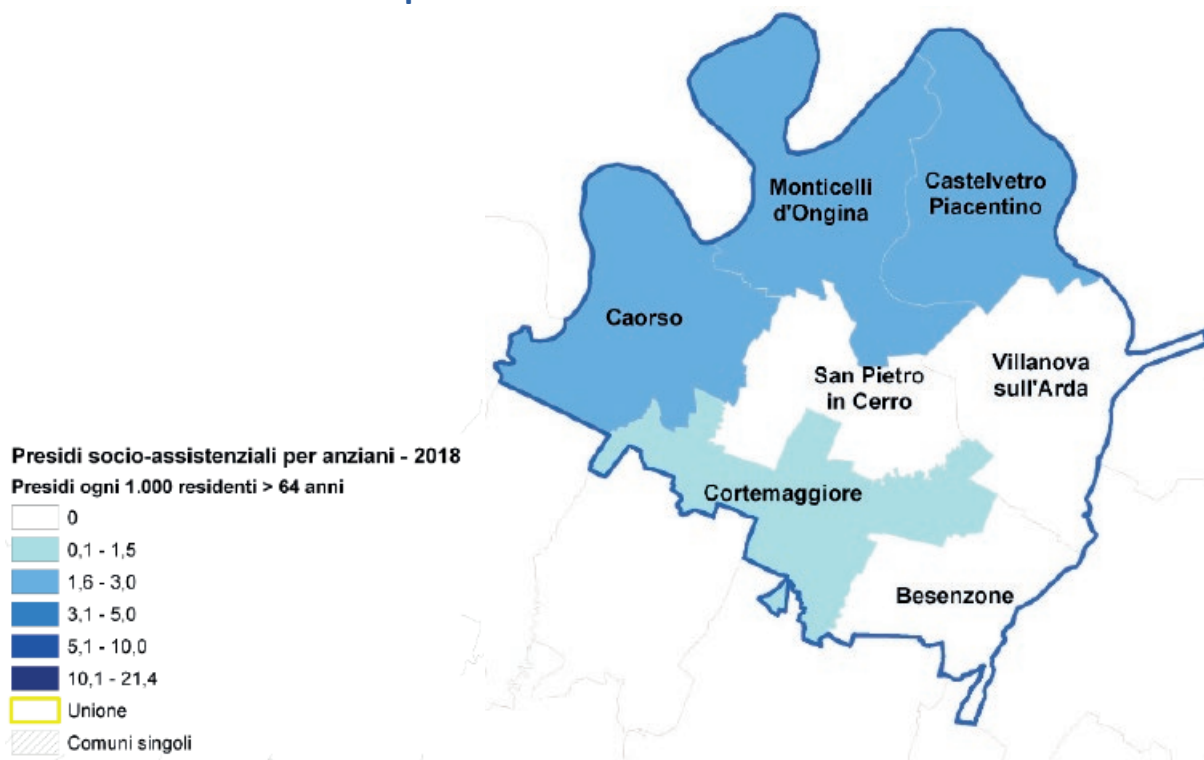 Monticelli
d'Ongina
Castelvetro
Piacentino
Caorso
San Pietro
in Cerro
Villanova
sull'Arda
Cortemaggiore
Besenzone
Presidi socio-assistenziali per anziani - 2018
Presidi ogni 1.000 residenti > 64 anni
0
0,1 - 1,5
1,6 - 3,0
3,1 - 5,0
5,1 - 10,0
10,1 - 21,4
Unione
Comuni singoli